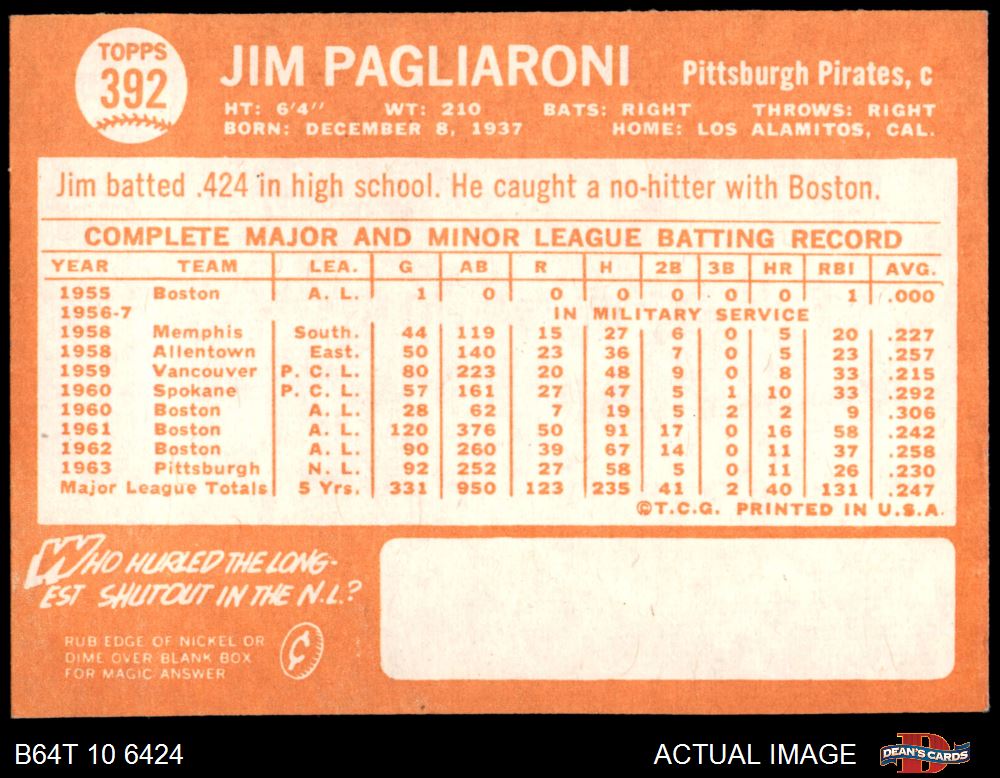 TOPPS
392
JIM PAGLIARONI
Pittsburgh Pirates, c
HT: 6'4" WT: 210 BATS: RIGHT THROWS: RIGHT
BORN: DECEMBER 8, 1937 HOME: LOS ALAMITOS, CAL.
Jim batted .424 in high school. He caught a no-hitter with Boston.
COMPLETE MAJOR AND MINOR LEAGUE BATTING RECORD
YEAR TEAM LEA. G AB R H 2B 3B HR RBI AVG.
1955 Boston A. L. 1 0 0 0 0 0 0 1 .000
1956-7 IN MILITARY SERVICE
1958 Memphis South. 44 119 15 27 6 0 5 20 .227
1958 Allentown East. 50 140 23 36 7 0 5 23 .257
1959 Vancouver P. C. L. 80 223 20 48 9 0 8 33 .215
1960 Spokane P. C. L. 57 161 27 47 5 1 10 33 .292
1960 Boston A. L. 28 62 7 19 5 2 2 9 .306
1961 Boston A. L. 120 376 50 91 17 0 16 58 .242
1962 Boston A. L. 90 260 39 67 14 0 11 37 .258
1963 Pittsburgh N. L. 92 252 27 58 5 0 11 26 .230
Major League Totals 5 Yrs. 331 950 123 235 41 2 40 131 .247
©T.C.G. PRINTED IN U.S.A.
WHO HURLED THE LONG-
EST SHUTOUT IN THE N.L.?
RUB EDGE OF NICKEL OR
DIME OVER BLANK BOX
FOR MAGIC ANSWER
¢
B64T 10 6424
ACTUAL IMAGE
DEAN'S CARDS